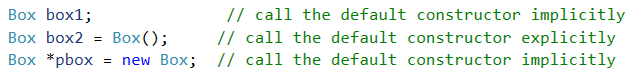 Box box1;               // call the default constructor implicitly
Box box2 = Box();      // call the default constructor explicitly
Box *pbox = new Box;  // call the default constructor implicitly